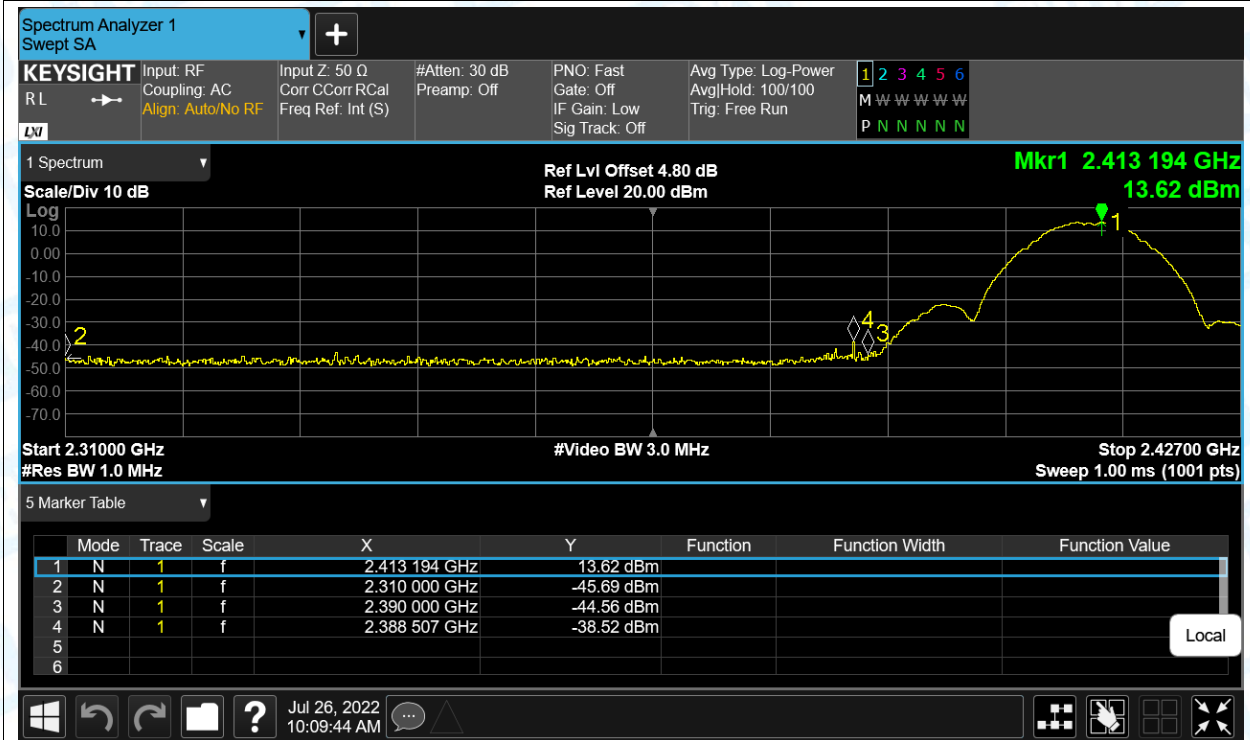 Spectrum Analyzer 1
Swept SA
KEYSIGHT
R L
LXI
Input: RF
Coupling: AC
Align: Auto/No RF
Input Z: 50 Ω
Corr CCorr RCal
Freq Ref: Int (S)
#Atten: 30 dB
Preamp: Off
PNO: Fast
Gate: Off
IF Gain: Low
Sig Track: Off
Avg Type: Log-Power
Avg|Hold: 100/100
Trig: Free Run
1 2 3 4 5 6
M W W W W W
P N N N N N
1 Spectrum
Scale/Div 10 dB
Ref Lvl Offset 4.80 dB
Ref Level 20.00 dBm
Mkr1 2.413 194 GHz
13.62 dBm
Log
10.0
0.00
-10.0
-20.0
-30.0
-40.0
-50.0
-60.0
-70.0
2
4
3
1
Start 2.31000 GHz
#Res BW 1.0 MHz
#Video BW 3.0 MHz
Stop 2.42700 GHz
Sweep 1.00 ms (1001 pts)
5 Marker Table
Mode Trace Scale X Y Function Function Width Function Value
1 N 1 f 2.413 194 GHz 13.62 dBm
2 N 1 f 2.310 000 GHz -45.69 dBm
3 N 1 f 2.390 000 GHz -44.56 dBm
4 N 1 f 2.388 507 GHz -38.52 dBm
5
6
Local
?
Jul 26, 2022
10:09:44 AM